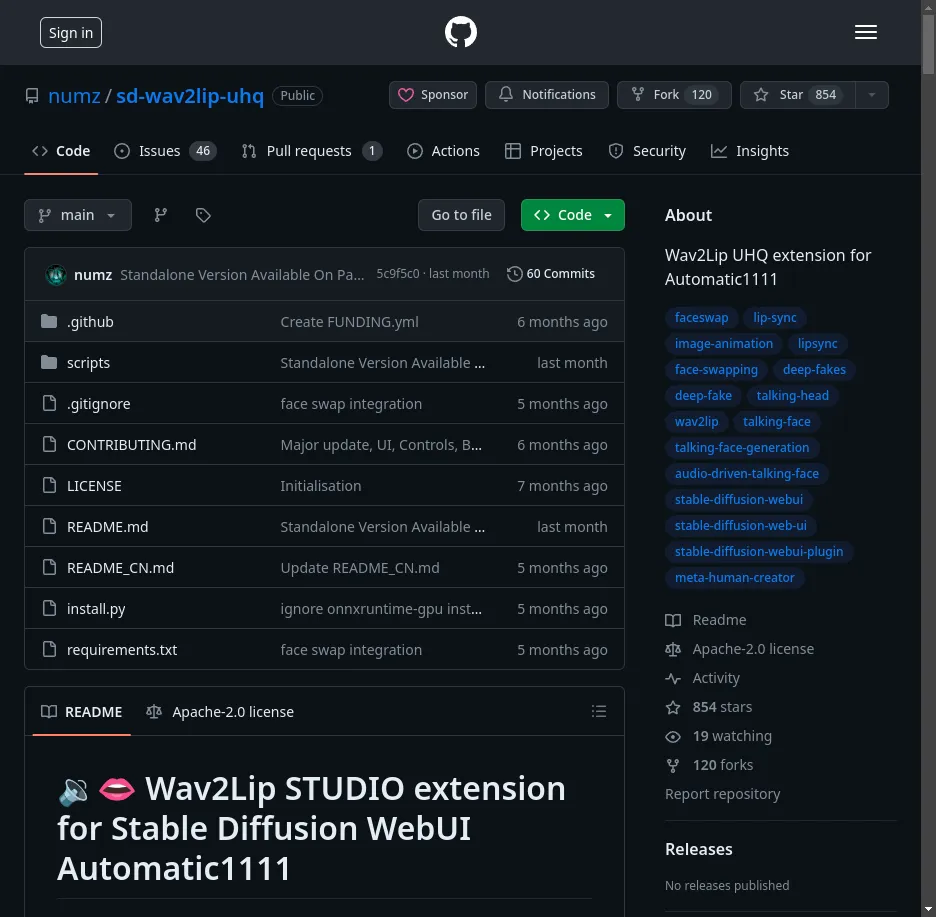 Sign in
numz / sd-wav2lip-uhq Public
Sponsor Notifications Fork 120 Star 854
Code Issues 46 Pull requests 1 Actions Projects Security Insights
main Go to file Code
numz Standalone Version Available On Pa... 5c9f5c0 · last month 60 Commits
.github Create FUNDING.yml 6 months ago
scripts Standalone Version Available ... last month
.gitignore face swap integration 5 months ago
CONTRIBUTING.md Major update, UI, Controls, B... 6 months ago
LICENSE Initialisation 7 months ago
README.md Standalone Version Available ... last month
README_CN.md Update README_CN.md 5 months ago
install.py ignore onnxruntime-gpu inst... 5 months ago
requirements.txt face swap integration 5 months ago
README Apache-2.0 license
🔉 👄 Wav2Lip STUDIO extension
for Stable Diffusion WebUI
Automatic1111
About
Wav2Lip UHQ extension for
Automatic1111
faceswap lip-sync
image-animation lipsync
face-swapping deep-fakes
deep-fake talking-head
wav2lip talking-face
talking-face-generation
audio-driven-talking-face
stable-diffusion-webui
stable-diffusion-web-ui
stable-diffusion-webui-plugin
meta-human-creator
Readme
Apache-2.0 license
Activity
854 stars
19 watching
120 forks
Report repository
Releases
No releases published